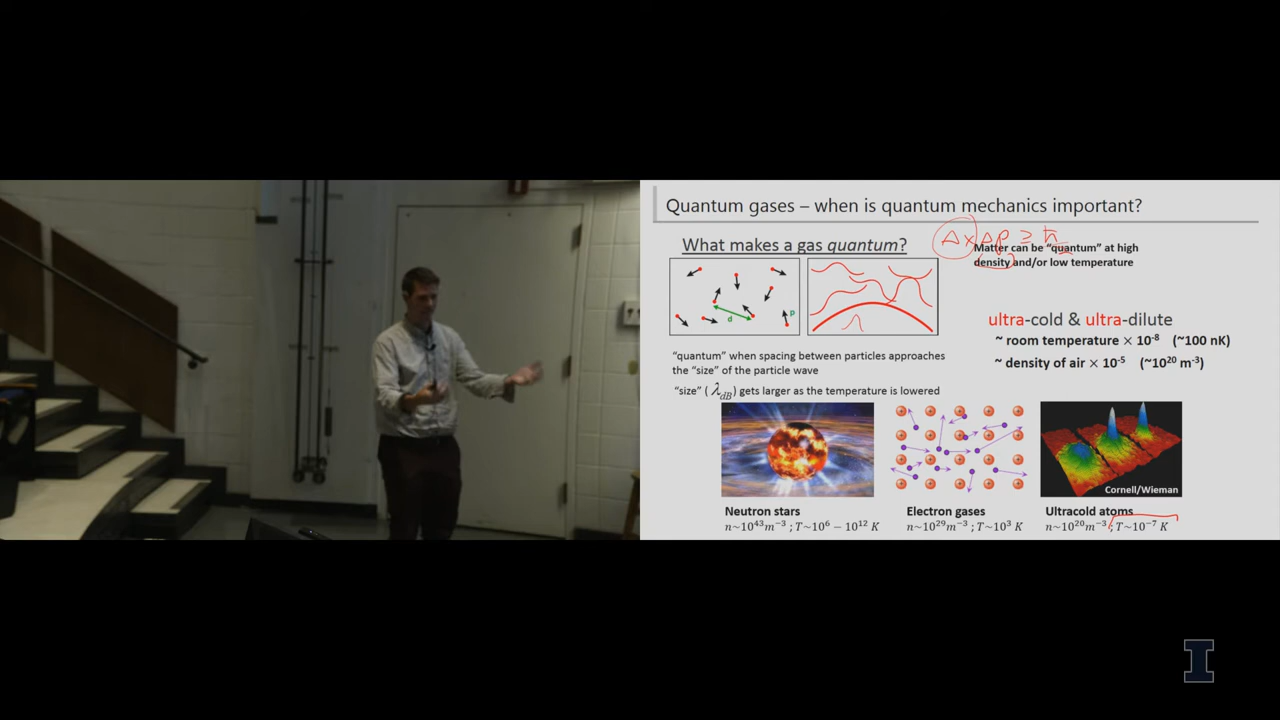 Quantum gases – when is quantum mechanics important?
What makes a gas quantum?
Δx Δp ≥ ħ
Matter can be "quantum" at high
density and/or low temperature
d
p
Λ
ultra-cold & ultra-dilute
~ room temperature × 10⁻⁸ (~100 nK)
~ density of air × 10⁻⁵ (~10²⁰ m⁻³)
"quantum" when spacing between particles approaches
the "size" of the particle wave
"size" (λdB) gets larger as the temperature is lowered
Cornell/Wieman
Neutron stars
n~10⁴³m⁻³ ; T~10⁶ − 10¹² K
Electron gases
n~10²⁹m⁻³ ; T~10³ K
Ultracold atoms
n~10²⁰m⁻³; T~10⁻⁷ K
I